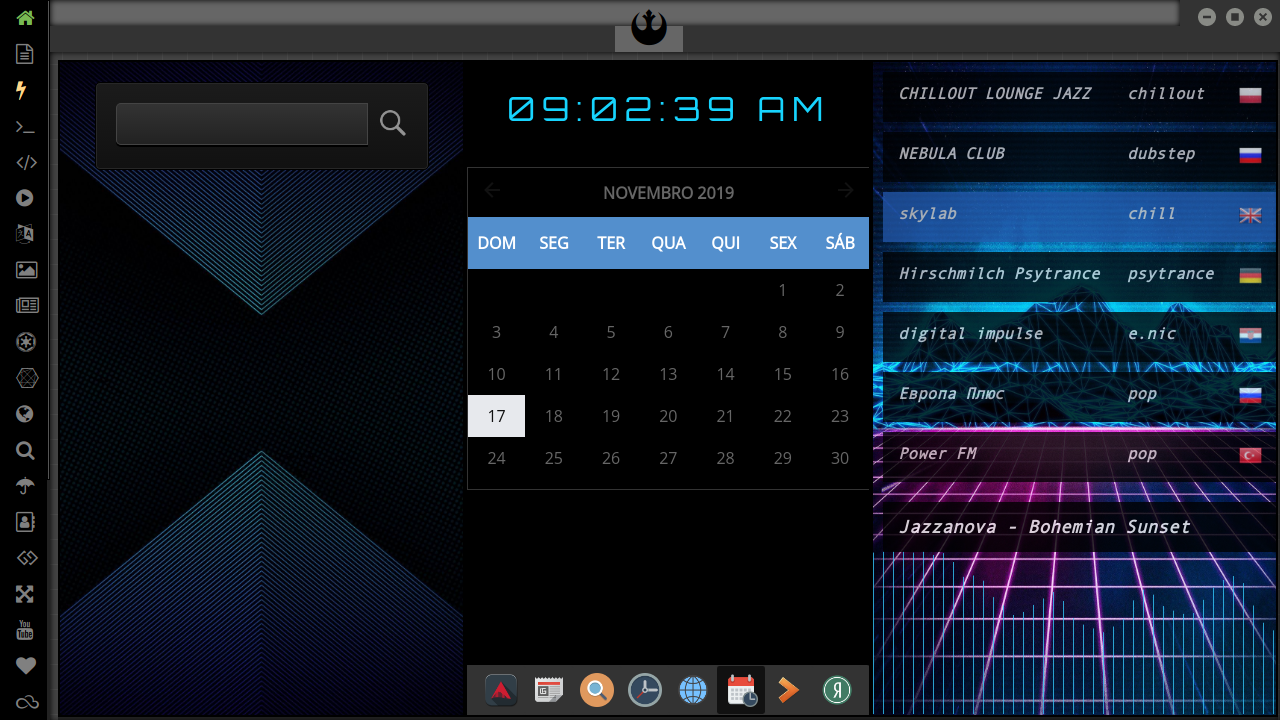 09:02:39 AM
NOVEMBRO 2019
DOM SEG TER QUA QUI SEX SÁB
1 2
3 4 5 6 7 8 9
10 11 12 13 14 15 16
17 18 19 20 21 22 23
24 25 26 27 28 29 30
CHILLOUT LOUNGE JAZZ chillout
NEBULA CLUB dubstep
skylab chill
Hirschmilch Psytrance psytrance
digital impulse e.nic
Европа Плюс pop
Power FM pop
Jazzanova - Bohemian Sunset
You
Tube
Я